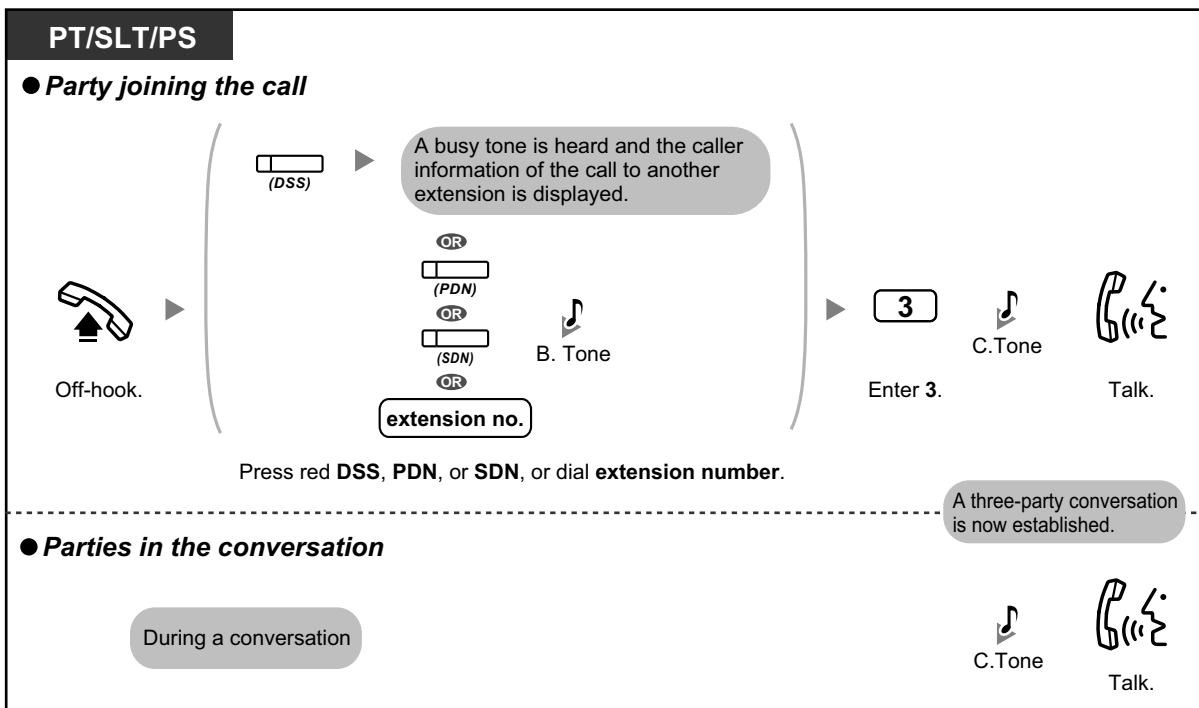 PT/SLT/PS
Party joining the call
(DSS)
A busy tone is heard and the caller
information of the call to another
extension is displayed.
OR
(PDN)
OR
(SDN)
OR
extension no.
B. Tone
3
C.Tone
Off-hook.
Enter 3.
Talk.
Press red DSS, PDN, or SDN, or dial extension number.
A three-party conversation
is now established.
Parties in the conversation
During a conversation
C.Tone
Talk.